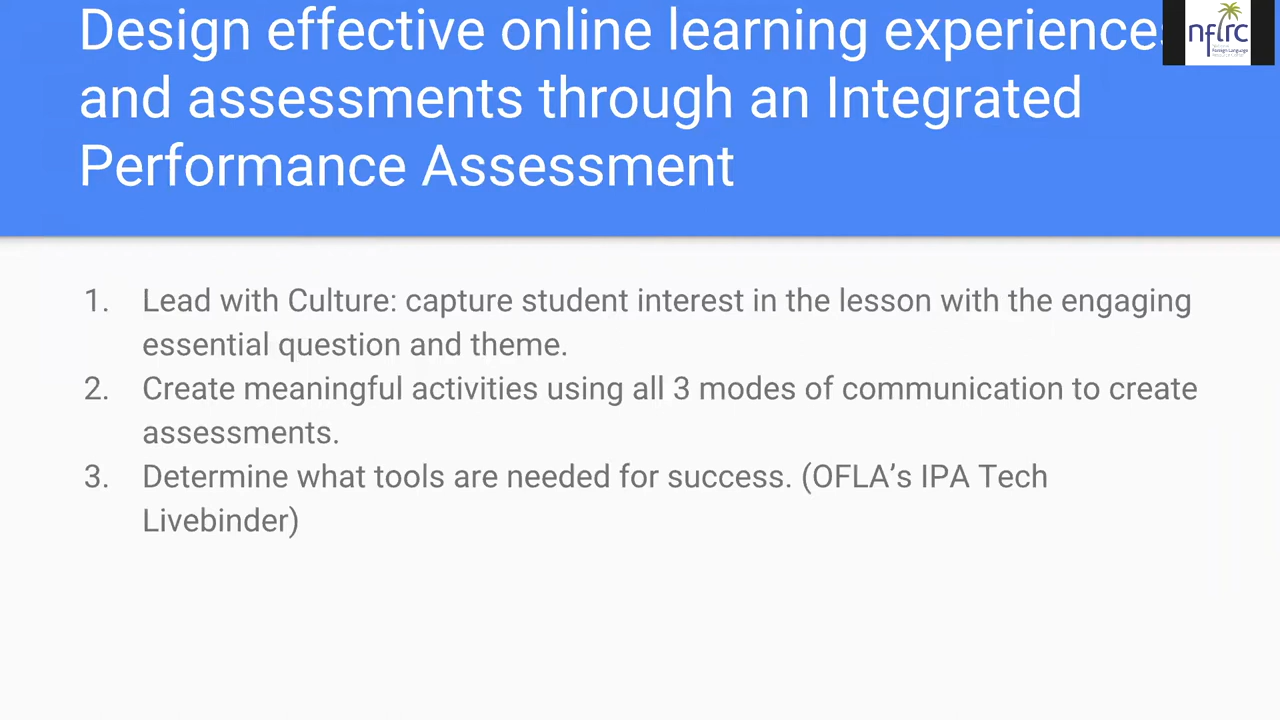 Design effective online learning experiences
and assessments through an Integrated
Performance Assessment
nflrc
1. Lead with Culture: capture student interest in the lesson with the engaging
essential question and theme.
2. Create meaningful activities using all 3 modes of communication to create
assessments.
3. Determine what tools are needed for success. (OFLA’s IPA Tech
Livebinder)